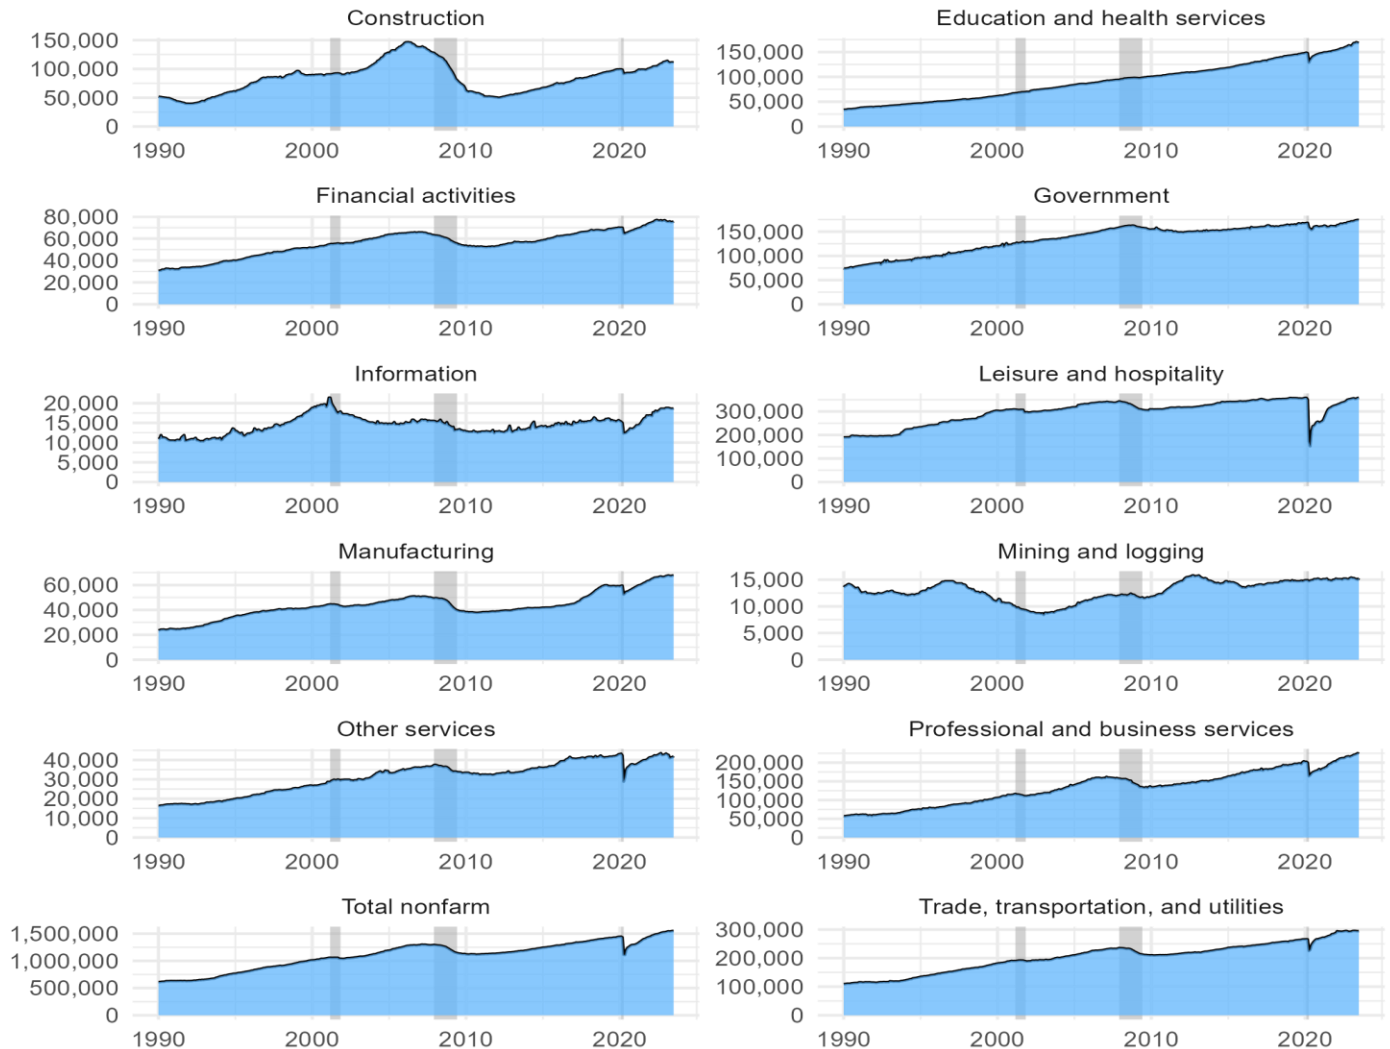 Construction
150,000
100,000
50,000
0
1990 2000 2010 2020
Education and health services
150,000
100,000
50,000
0
1990 2000 2010 2020
Financial activities
80,000
60,000
40,000
20,000
0
1990 2000 2010 2020
Government
150,000
100,000
50,000
0
1990 2000 2010 2020
Information
20,000
15,000
10,000
5,000
0
1990 2000 2010 2020
Leisure and hospitality
300,000
200,000
100,000
0
1990 2000 2010 2020
Manufacturing
60,000
40,000
20,000
0
1990 2000 2010 2020
Mining and logging
15,000
10,000
5,000
0
1990 2000 2010 2020
Other services
40,000
30,000
20,000
10,000
0
1990 2000 2010 2020
Professional and business services
200,000
150,000
100,000
50,000
0
1990 2000 2010 2020
Total nonfarm
1,500,000
1,000,000
500,000
0
1990 2000 2010 2020
Trade, transportation, and utilities
300,000
200,000
100,000
0
1990 2000 2010 2020